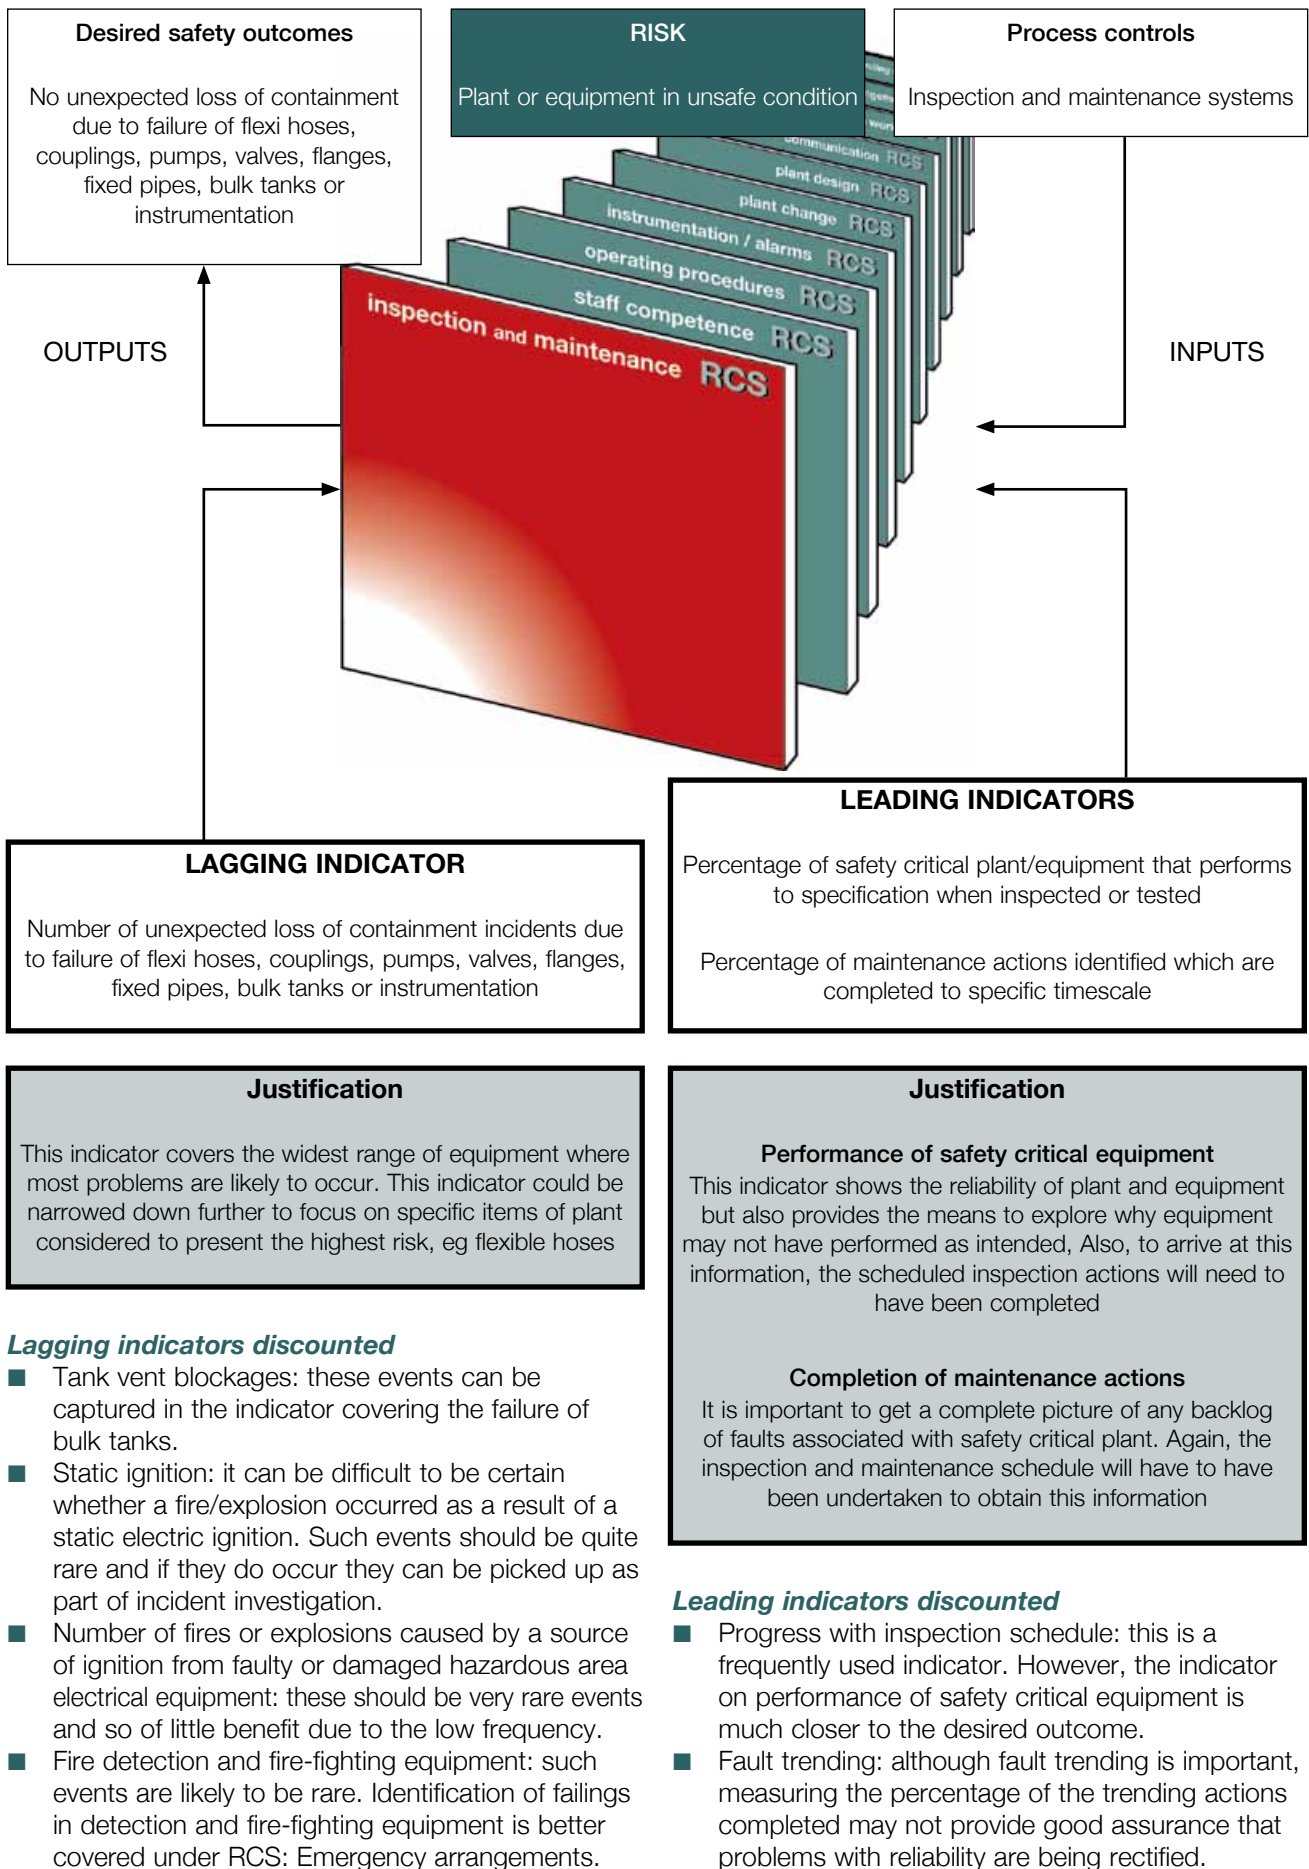 Desired safety outcomes
No unexpected loss of containment
due to failure of flexi hoses,
couplings, pumps, valves, flanges,
fixed pipes, bulk tanks or
instrumentation
RISK
Plant or equipment in unsafe condition
Process controls
Inspection and maintenance systems
communication RCS
plant design RCS
plant change RCS
instrumentation / alarms RCS
operating procedures RCS
staff competence RCS
inspection and maintenance RCS
OUTPUTS
INPUTS
LAGGING INDICATOR
Number of unexpected loss of containment incidents due
to failure of flexi hoses, couplings, pumps, valves, flanges,
fixed pipes, bulk tanks or instrumentation
LEADING INDICATORS
Percentage of safety critical plant/equipment that performs
to specification when inspected or tested
Percentage of maintenance actions identified which are
completed to specific timescale
Justification
This indicator covers the widest range of equipment where
most problems are likely to occur. This indicator could be
narrowed down further to focus on specific items of plant
considered to present the highest risk, eg flexible hoses
Lagging indicators discounted
■ Tank vent blockages: these events can be
captured in the indicator covering the failure of
bulk tanks.
■ Static ignition: it can be difficult to be certain
whether a fire/explosion occurred as a result of a
static electric ignition. Such events should be quite
rare and if they do occur they can be picked up as
part of incident investigation.
■ Number of fires or explosions caused by a source
of ignition from faulty or damaged hazardous area
electrical equipment: these should be very rare events
and so of little benefit due to the low frequency.
■ Fire detection and fire-fighting equipment: such
events are likely to be rare. Identification of failings
in detection and fire-fighting equipment is better
covered under RCS: Emergency arrangements.
Justification
Performance of safety critical equipment
This indicator shows the reliability of plant and equipment
but also provides the means to explore why equipment
may not have performed as intended, Also, to arrive at this
information, the scheduled inspection actions will need to
have been completed
Completion of maintenance actions
It is important to get a complete picture of any backlog
of faults associated with safety critical plant. Again, the
inspection and maintenance schedule will have to have
been undertaken to obtain this information
Leading indicators discounted
■ Progress with inspection schedule: this is a
frequently used indicator. However, the indicator
on performance of safety critical equipment is
much closer to the desired outcome.
■ Fault trending: although fault trending is important,
measuring the percentage of the trending actions
completed may not provide good assurance that
problems with reliability are being rectified.